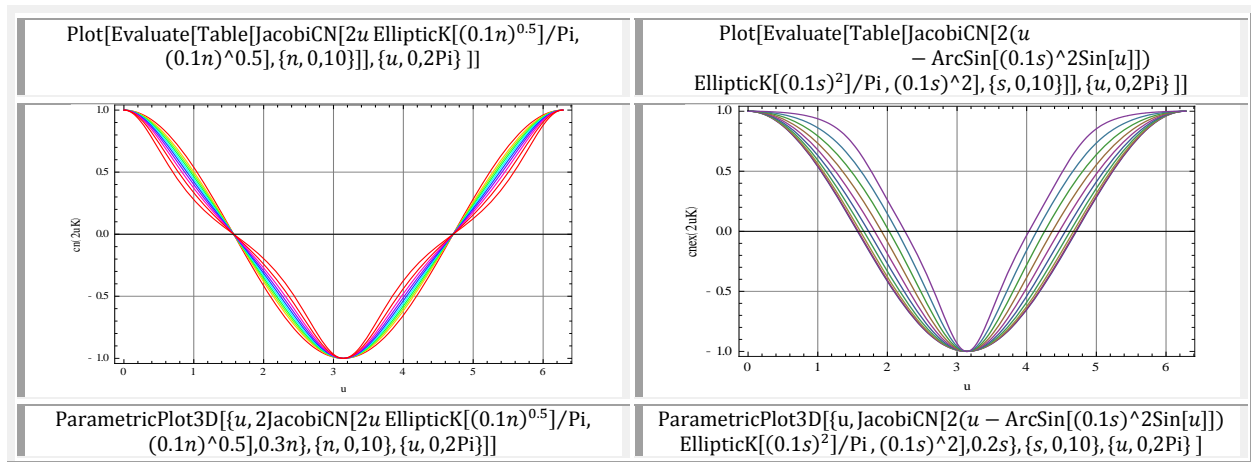 Plot[Evaluate[Table[JacobiCN[2u EllipticK[(0.1n)^0.5]/Pi,
(0.1n)^0.5],{n,0,10}]],{u,0,2Pi} ]]
Plot[Evaluate[Table[JacobiCN[2(u
− ArcSin[(0.1s)^2Sin[u]])
EllipticK[(0.1s)^2]/Pi , (0.1s)^2],{s,0,10}]],{u,0,2Pi} ]]
1.0
0.5
0.0
- 0.5
- 1.0
cn(2uK)
0 1 2 3 4 5 6
u
1.0
0.5
0.0
- 0.5
- 1.0
cnex(2uK)
0 1 2 3 4 5 6
u
ParametricPlot3D[{u, 2JacobiCN[2u EllipticK[(0.1n)^0.5]/Pi,
(0.1n)^0.5],0.3n},{n,0,10},{u,0,2Pi}]]
ParametricPlot3D[{u,JacobiCN[2(u − ArcSin[(0.1s)^2Sin[u]])
EllipticK[(0.1s)^2]/Pi , (0.1s)^2],0.2s},{s,0,10},{u,0,2Pi} ]